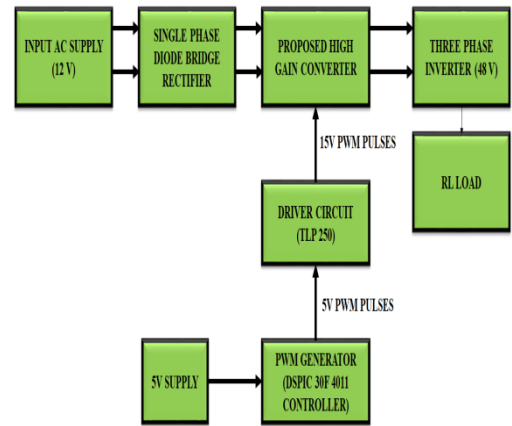 INPUT AC SUPPLY
(12 V)
SINGLE PHASE
DIODE BRIDGE
RECTIFIER
PROPOSED HIGH
GAIN CONVERTER
THREE PHASE
INVERTER (48 V)
15V PWM PULSES
RL LOAD
DRIVER CIRCUIT
(TLP 250)
5V PWM PULSES
5V SUPPLY
PWM GENERATOR
(DSPIC 30F 4011
CONTROLLER)